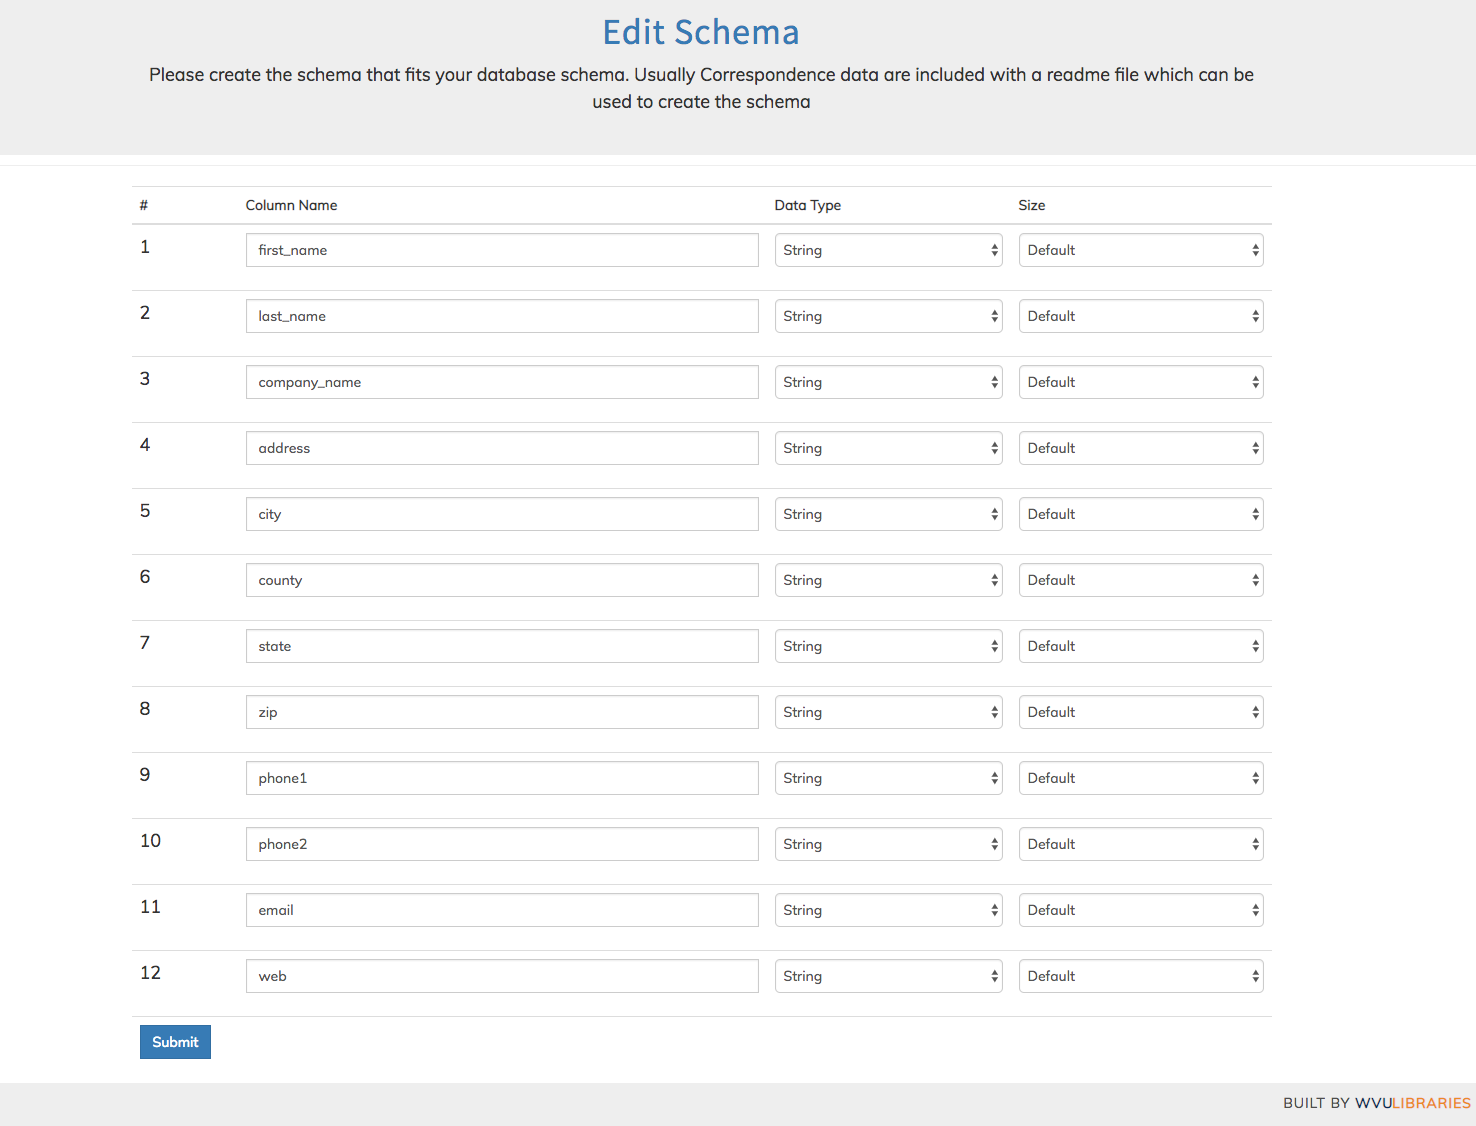 Edit Schema
Please create the schema that fits your database schema. Usually Correspondence data are included with a readme file which can be
used to create the schema
# Column Name Data Type Size
1 first_name String Default
2 last_name String Default
3 company_name String Default
4 address String Default
5 city String Default
6 county String Default
7 state String Default
8 zip String Default
9 phone1 String Default
10 phone2 String Default
11 email String Default
12 web String Default
Submit
BUILT BY WVULIBRARIES